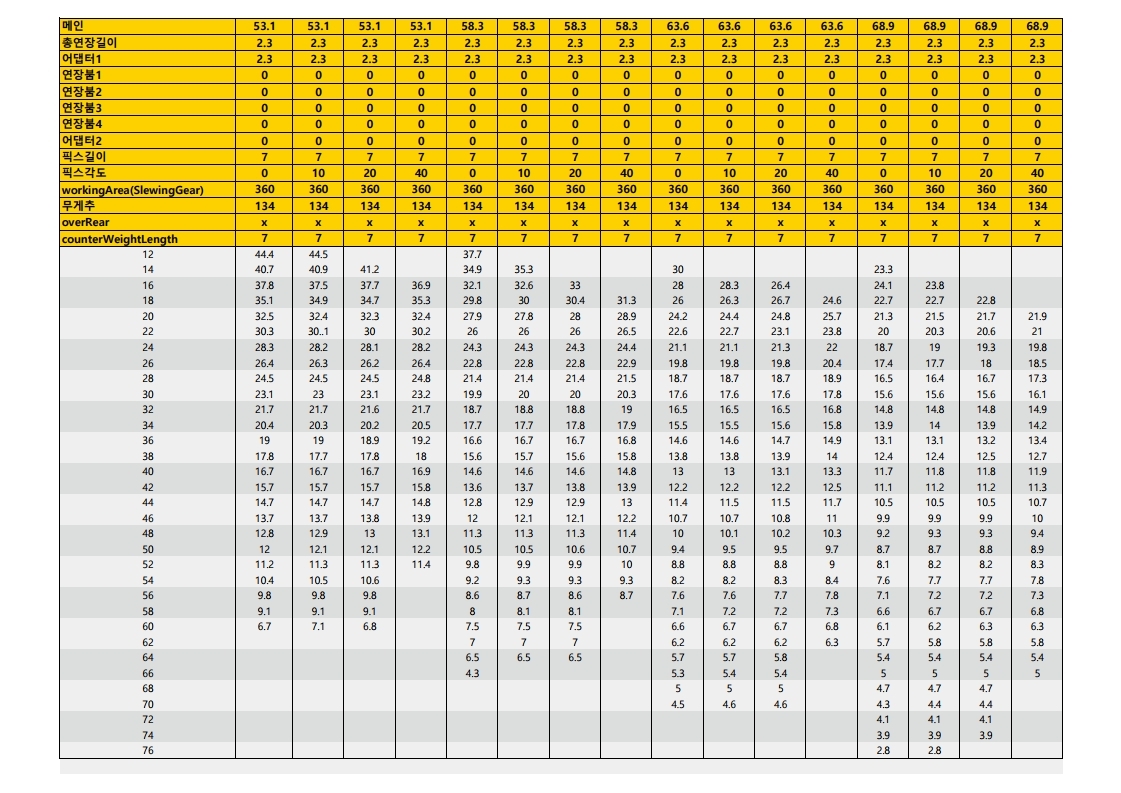 메인 53.1 53.1 53.1 53.1 58.3 58.3 58.3 58.3 63.6 63.6 63.6 63.6 68.9 68.9 68.9 68.9
총연장길이 2.3 2.3 2.3 2.3 2.3 2.3 2.3 2.3 2.3 2.3 2.3 2.3 2.3 2.3 2.3 2.3
어댑터1 2.3 2.3 2.3 2.3 2.3 2.3 2.3 2.3 2.3 2.3 2.3 2.3 2.3 2.3 2.3 2.3
연장붐1 0 0 0 0 0 0 0 0 0 0 0 0 0 0 0 0
연장붐2 0 0 0 0 0 0 0 0 0 0 0 0 0 0 0 0
연장붐3 0 0 0 0 0 0 0 0 0 0 0 0 0 0 0 0
연장붐4 0 0 0 0 0 0 0 0 0 0 0 0 0 0 0 0
어댑터2 0 0 0 0 0 0 0 0 0 0 0 0 0 0 0 0
픽스길이 7 7 7 7 7 7 7 7 7 7 7 7 7 7 7 7
픽스각도 0 10 20 40 0 10 20 40 0 10 20 40 0 10 20 40
workingArea(SlewingGear) 360 360 360 360 360 360 360 360 360 360 360 360 360 360 360 360
무게추 134 134 134 134 134 134 134 134 134 134 134 134 134 134 134 134
overRear x x x x x x x x x x x x x x x x
counterWeightLength 7 7 7 7 7 7 7 7 7 7 7 7 7 7 7 7
12 44.4 44.5 37.7
14 40.7 40.9 41.2 34.9 35.3 30 23.3
16 37.8 37.5 37.7 36.9 32.1 32.6 33 28 28.3 26.4 24.1 23.8
18 35.1 34.9 34.7 35.3 29.8 30 30.4 31.3 26 26.3 26.7 24.6 22.7 22.7 22.8
20 32.5 32.4 32.3 32.4 27.9 27.8 28 28.9 24.2 24.4 24.8 25.7 21.3 21.5 21.7 21.9
22 30.3 30..1 30 30.2 26 26 26 26.5 22.6 22.7 23.1 23.8 20 20.3 20.6 21
24 28.3 28.2 28.1 28.2 24.3 24.3 24.3 24.4 21.1 21.1 21.3 22 18.7 19 19.3 19.8
26 26.4 26.3 26.2 26.4 22.8 22.8 22.8 22.9 19.8 19.8 19.8 20.4 17.4 17.7 18 18.5
28 24.5 24.5 24.5 24.8 21.4 21.4 21.4 21.5 18.7 18.7 18.7 18.9 16.5 16.4 16.7 17.3
30 23.1 23 23.1 23.2 19.9 20 20 20.3 17.6 17.6 17.6 17.8 15.6 15.6 15.6 16.1
32 21.7 21.7 21.6 21.7 18.7 18.8 18.8 19 16.5 16.5 16.5 16.8 14.8 14.8 14.8 14.9
34 20.4 20.3 20.2 20.5 17.7 17.7 17.8 17.9 15.5 15.5 15.6 15.8 13.9 14 13.9 14.2
36 19 19 18.9 19.2 16.6 16.7 16.7 16.8 14.6 14.6 14.7 14.9 13.1 13.1 13.2 13.4
38 17.8 17.7 17.8 18 15.6 15.7 15.6 15.8 13.8 13.8 13.9 14 12.4 12.4 12.5 12.7
40 16.7 16.7 16.7 16.9 14.6 14.6 14.6 14.8 13 13 13.1 13.3 11.7 11.8 11.8 11.9
42 15.7 15.7 15.7 15.8 13.6 13.7 13.8 13.9 12.2 12.2 12.2 12.5 11.1 11.2 11.2 11.3
44 14.7 14.7 14.7 14.8 12.8 12.9 12.9 13 11.4 11.5 11.5 11.7 10.5 10.5 10.5 10.7
46 13.7 13.7 13.8 13.9 12 12.1 12.1 12.2 10.7 10.7 10.8 11 9.9 9.9 9.9 10
48 12.8 12.9 13 13.1 11.3 11.3 11.3 11.4 10 10.1 10.2 10.3 9.2 9.3 9.3 9.4
50 12 12.1 12.1 12.2 10.5 10.5 10.6 10.7 9.4 9.5 9.5 9.7 8.7 8.7 8.8 8.9
52 11.2 11.3 11.3 11.4 9.8 9.9 9.9 10 8.8 8.8 8.8 9 8.1 8.2 8.2 8.3
54 10.4 10.5 10.6 9.2 9.3 9.3 9.3 8.2 8.2 8.3 8.4 7.6 7.7 7.7 7.8
56 9.8 9.8 9.8 8.6 8.7 8.6 8.7 7.6 7.6 7.7 7.8 7.1 7.2 7.2 7.3
58 9.1 9.1 9.1 8 8.1 8.1 7.1 7.2 7.2 7.3 6.6 6.7 6.7 6.8
60 6.7 7.1 6.8 7.5 7.5 7.5 6.6 6.7 6.7 6.8 6.1 6.2 6.3 6.3
62 7 7 7 6.2 6.2 6.2 6.3 5.7 5.8 5.8 5.8
64 6.5 6.5 6.5 5.7 5.7 5.8 5.4 5.4 5.4 5.4
66 4.3 5.3 5.4 5.4 5 5 5 5
68 5 5 5 4.7 4.7 4.7
70 4.5 4.6 4.6 4.3 4.4 4.4
72 4.1 4.1 4.1
74 3.9 3.9 3.9
76 2.8 2.8